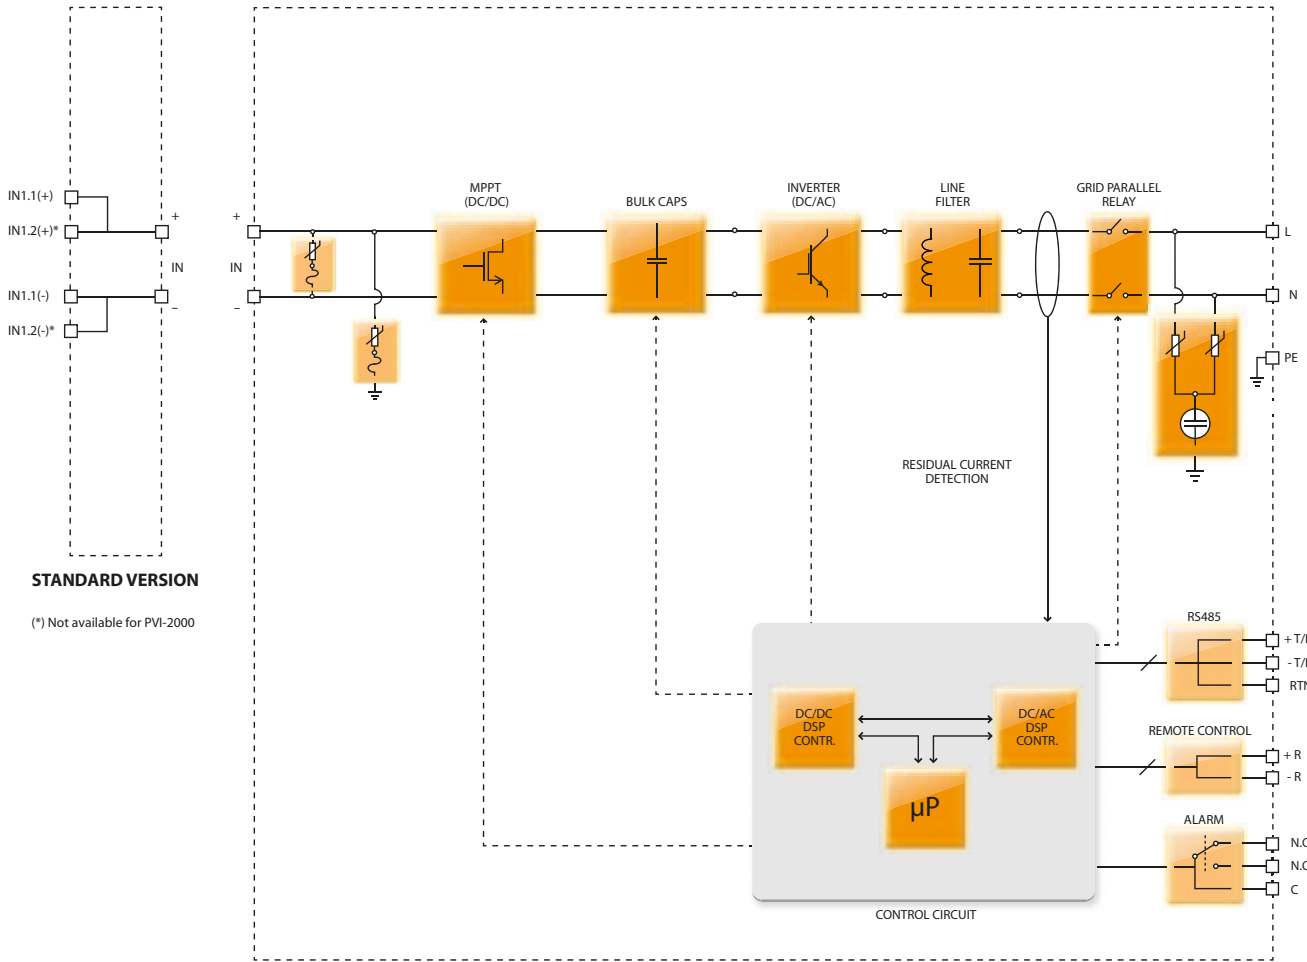 MPPT
(DC/DC)
BULK CAPS
INVERTER
(DC/AC)
LINE
FILTER
GRID PARALLEL
RELAY
IN1.1(+)
IN1.2(+)*
+
IN
–
+
IN
–
IN1.1(-)
IN1.2(-)*
L
N
PE
RESIDUAL CURRENT
DETECTION
STANDARD VERSION
(*) Not available for PVI-2000
RS485
+ T/
- T/
RTN
DC/DC
DSP
CONTR.
DC/AC
DSP
CONTR.
µP
REMOTE CONTROL
+ R
- R
ALARM
N.
N.
C
CONTROL CIRCUIT